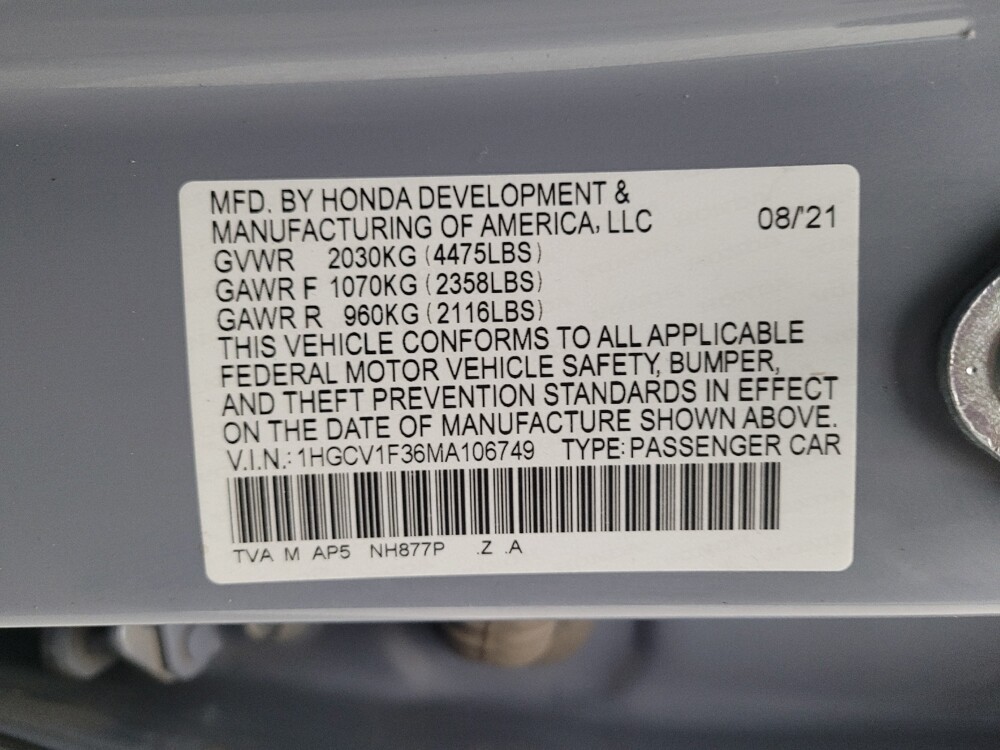 MFD. BY HONDA DEVELOPMENT &
MANUFACTURING OF AMERICA, LLC 08/'21
GVWR 2030KG (4475LBS)
GAWR F 1070KG (2358LBS)
GAWR R 960KG (2116LBS)
THIS VEHICLE CONFORMS TO ALL APPLICABLE
FEDERAL MOTOR VEHICLE SAFETY, BUMPER,
AND THEFT PREVENTION STANDARDS IN EFFECT
ON THE DATE OF MANUFACTURE SHOWN ABOVE.
V.I.N.: 1HGCV1F36MA106749 TYPE: PASSENGER CAR
TVA M AP5 NH877P .Z .A